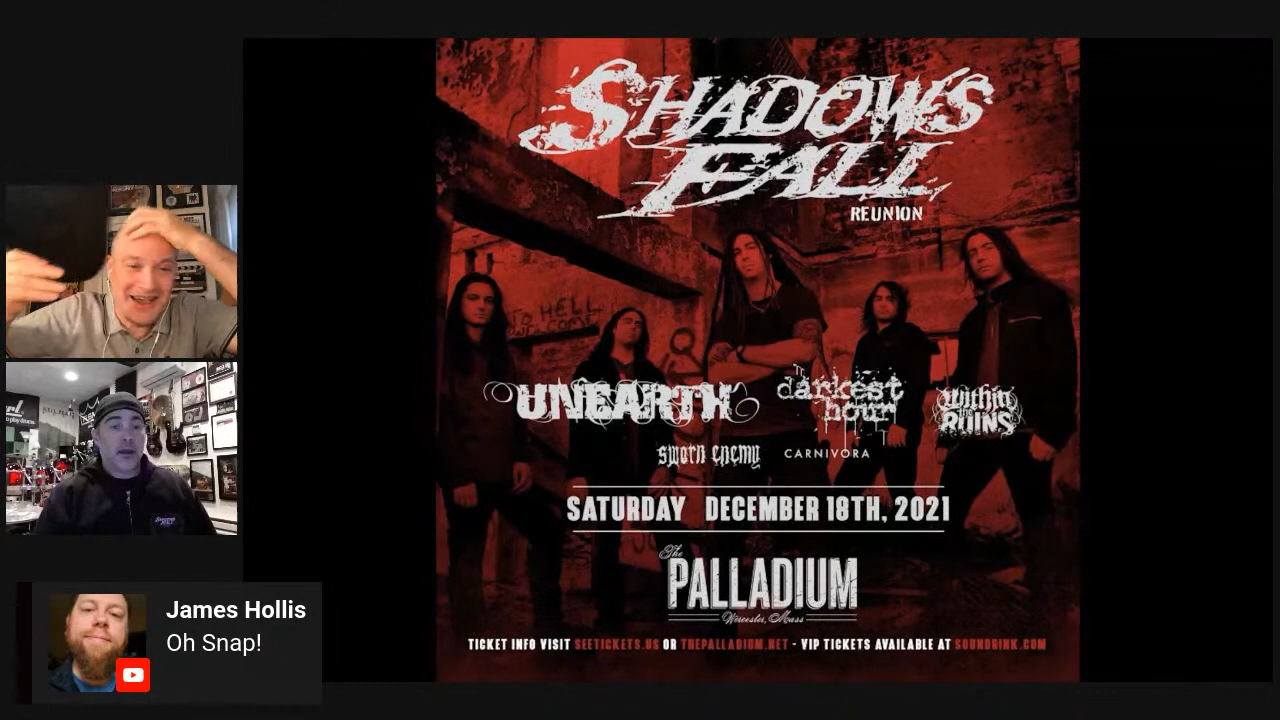 SHADOWS
FALL
REUNION
TO HELL
UNEARTH
darkest
hour
within
the
RUINS
sworn enemy
CARNIVORA
SATURDAY DECEMBER 18TH, 2021
The
PALLADIUM
Worcester, Mass
TICKET INFO VISIT SEETICKETS.US OR THEPALLADIUM.NET - VIP TICKETS AVAILABLE AT SOUNDRINK.COM
James Hollis
Oh Snap!